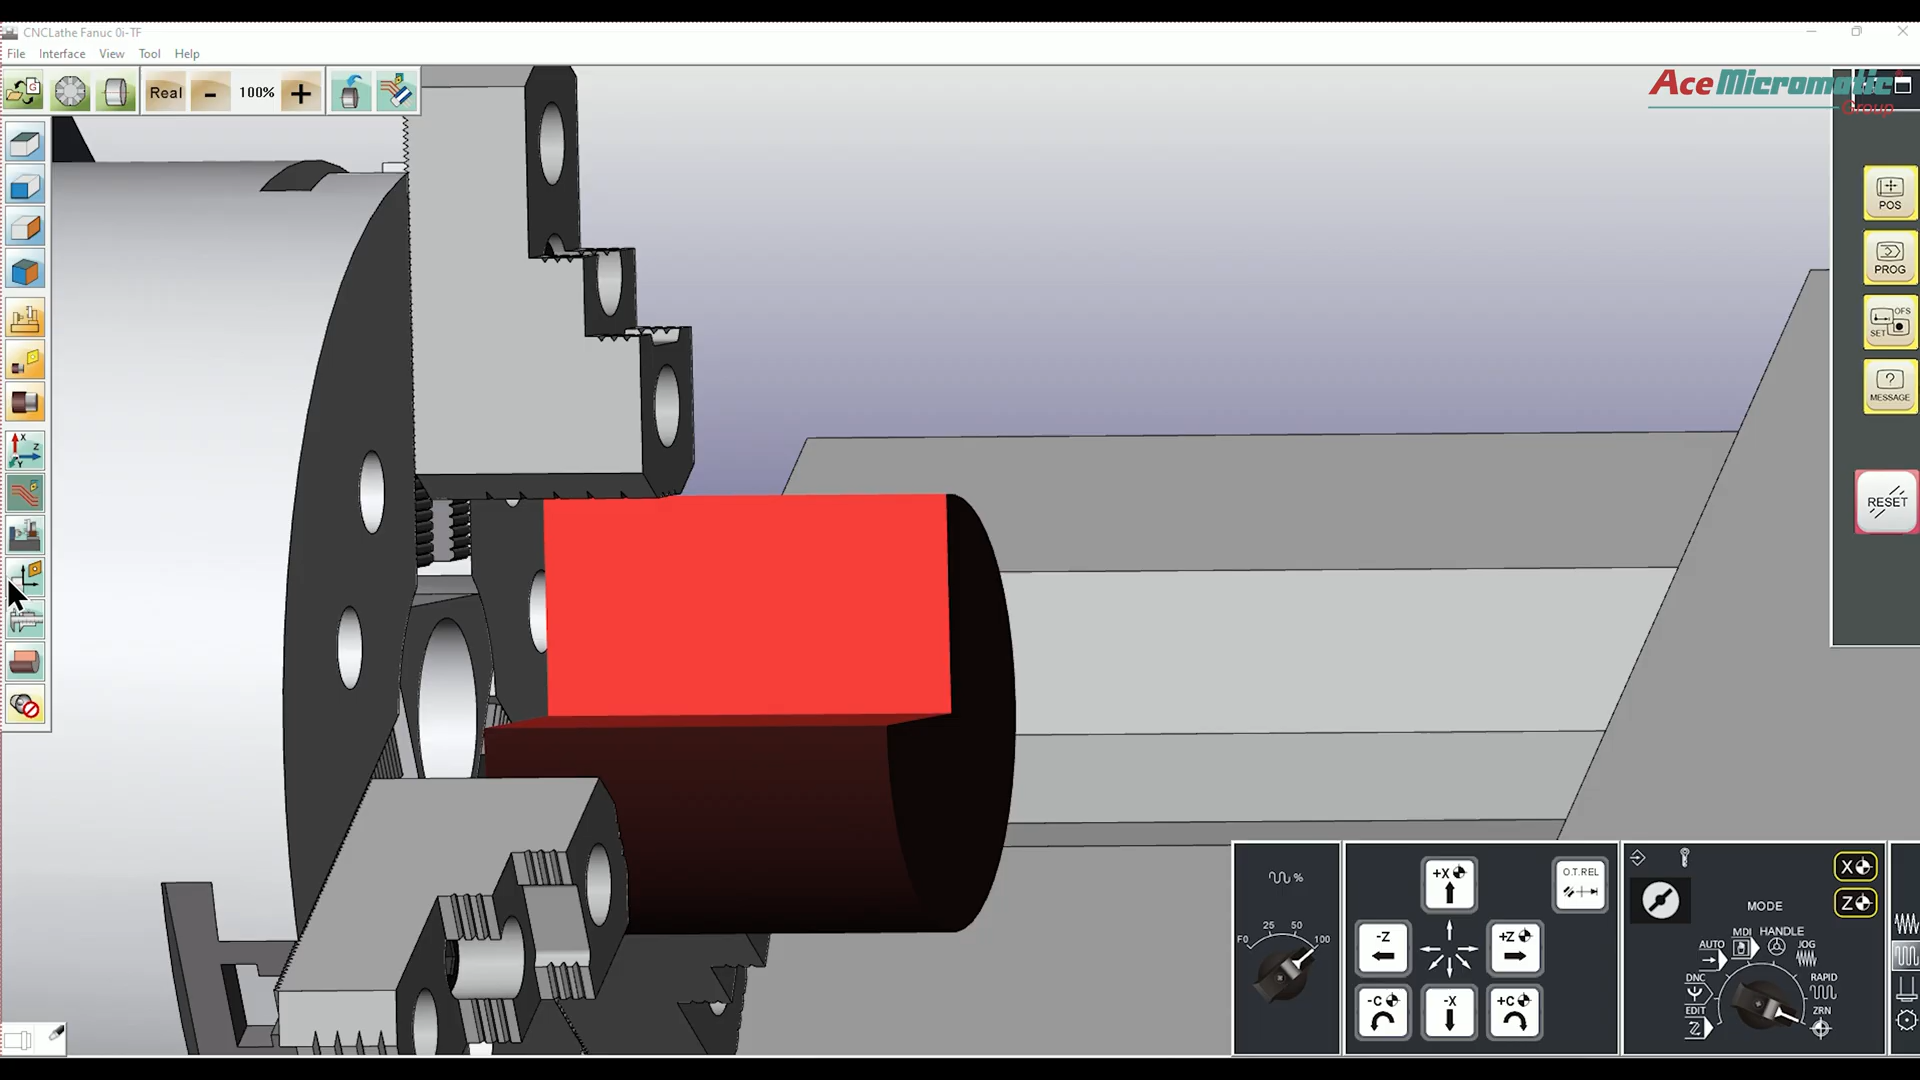 CNCLathe Fanuc 0i-TF
File Interface View Tool Help
Real - 100% +
G
AceMicromatic
Group
POS
PROG
OFS
SET
?
MESSAGE
RESET
X
Z
Y
%
F0 25 50 100
+X
O.T.REL
-Z
+Z
-C
-X
+C
X
Z
MODE
MDI HANDLE
AUTO JOG
DNC RAPID
EDIT ZRN